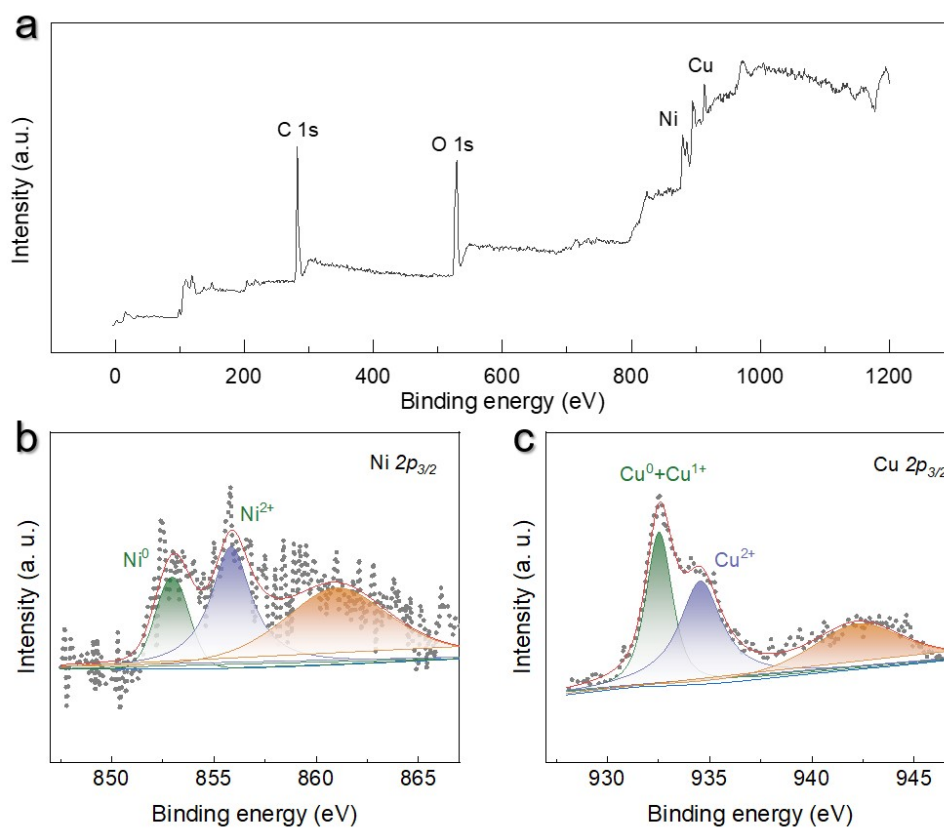 a
Intensity (a.u.)
C 1s
O 1s
Ni
Cu
0 200 400 600 800 1000 1200
Binding energy (eV)
b
Intensity (a. u.)
Ni 2p3/2
Ni⁰
Ni²⁺
850 855 860 865
Binding energy (eV)
c
Intensity (a. u.)
Cu 2p3/2
Cu⁰+Cu¹⁺
Cu²⁺
930 935 940 945
Binding energy (eV)